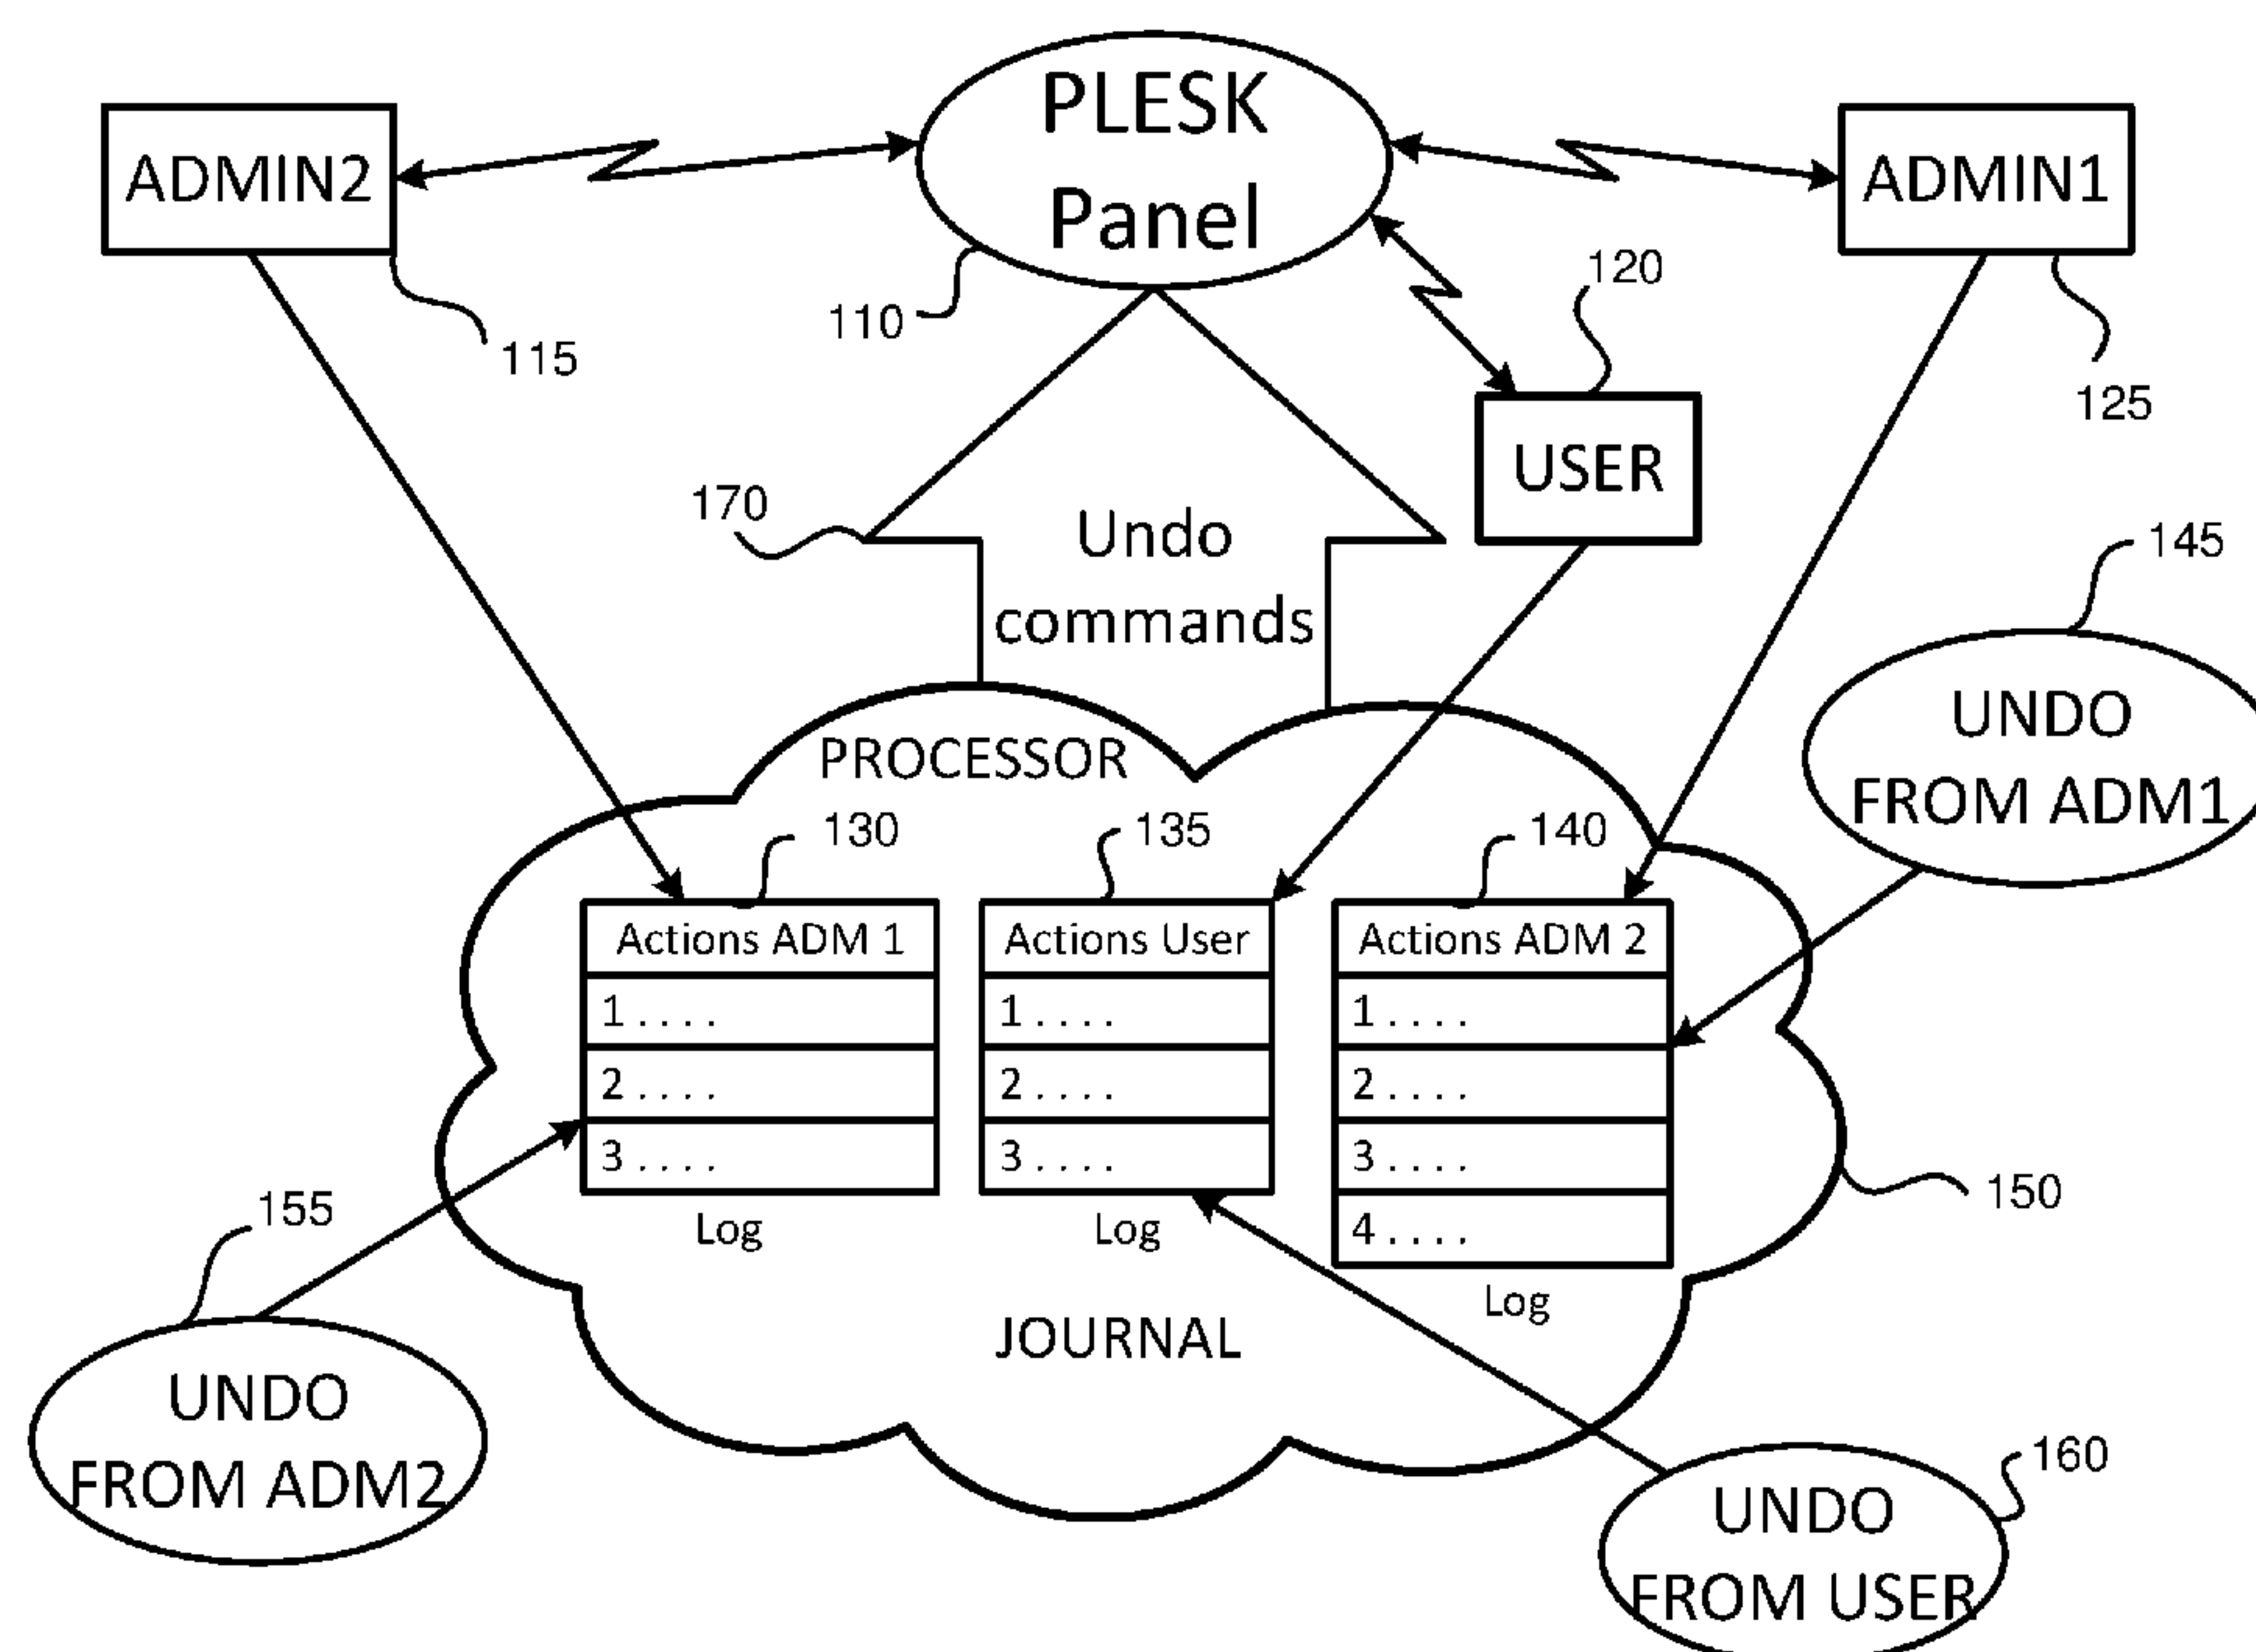 PLESK
Panel
ADMIN2
ADMIN1
110
120
115
125
USER
170
Undo
commands
145
UNDO
FROM ADM1
PROCESSOR
130
135
140
Actions ADM 1
1 . . . .
2 . . . .
3 . . . .
Log
Actions User
1 . . . .
2 . . . .
3 . . . .
Log
Actions ADM 2
1 . . . .
2 . . . .
3 . . . .
4 . . . .
Log
150
155
JOURNAL
UNDO
FROM ADM2
160
UNDO
FROM USER